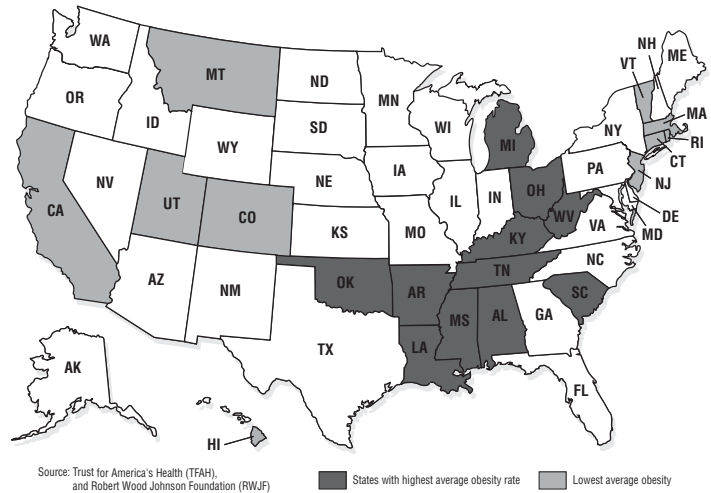 WA
OR
CA
NV
ID
MT
WY
UT
CO
AZ
NM
ND
SD
NE
KS
OK
TX
MN
IA
MO
AR
LA
WI
IL
IN
MI
OH
KY
TN
MS
AL
GA
FL
SC
NC
VA
WV
PA
NY
VT
NH
ME
MA
RI
CT
NJ
DE
MD
AK
HI
Source: Trust for America's Health (TFAH),
and Robert Wood Johnson Foundation (RWJF)
States with highest average obesity rate
Lowest average obesity